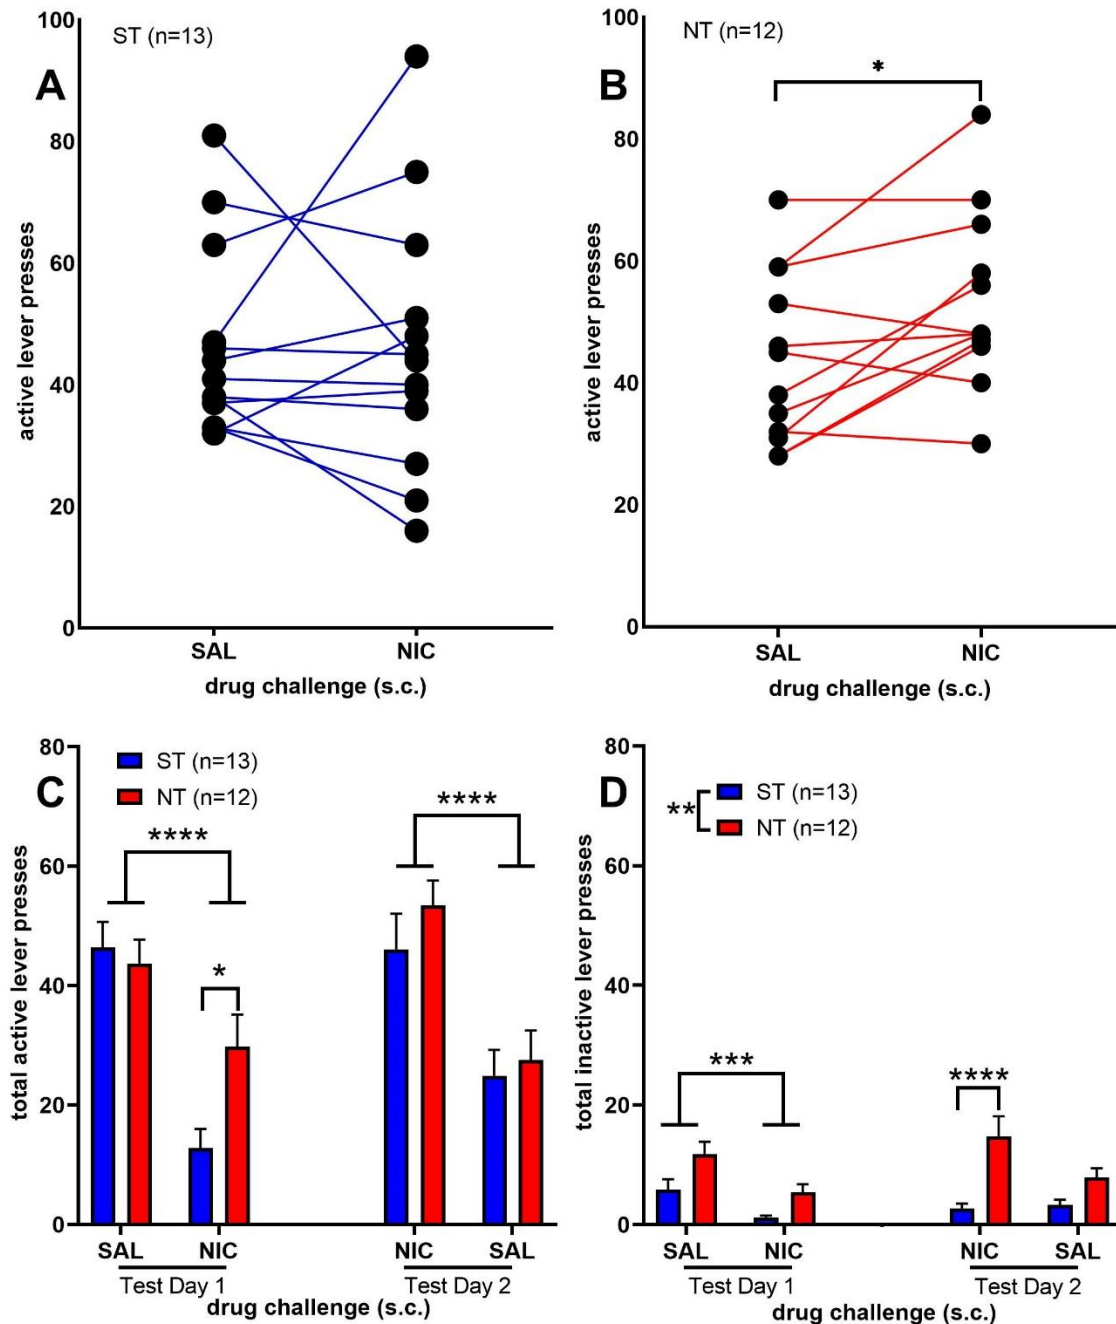 A
ST (n=13)
100
80
60
40
20
0
active lever presses
SAL
NIC
drug challenge (s.c.)
B
NT (n=12)
*
100
80
60
40
20
0
active lever presses
SAL
NIC
drug challenge (s.c.)
C
ST (n=13)
NT (n=12)
80
60
40
20
0
total active lever presses
****
*
****
SAL
NIC
NIC
SAL
Test Day 1
Test Day 2
drug challenge (s.c.)
D
**
ST (n=13)
NT (n=12)
80
60
40
20
0
total inactive lever presses
***
****
SAL
NIC
NIC
SAL
Test Day 1
Test Day 2
drug challenge (s.c.)